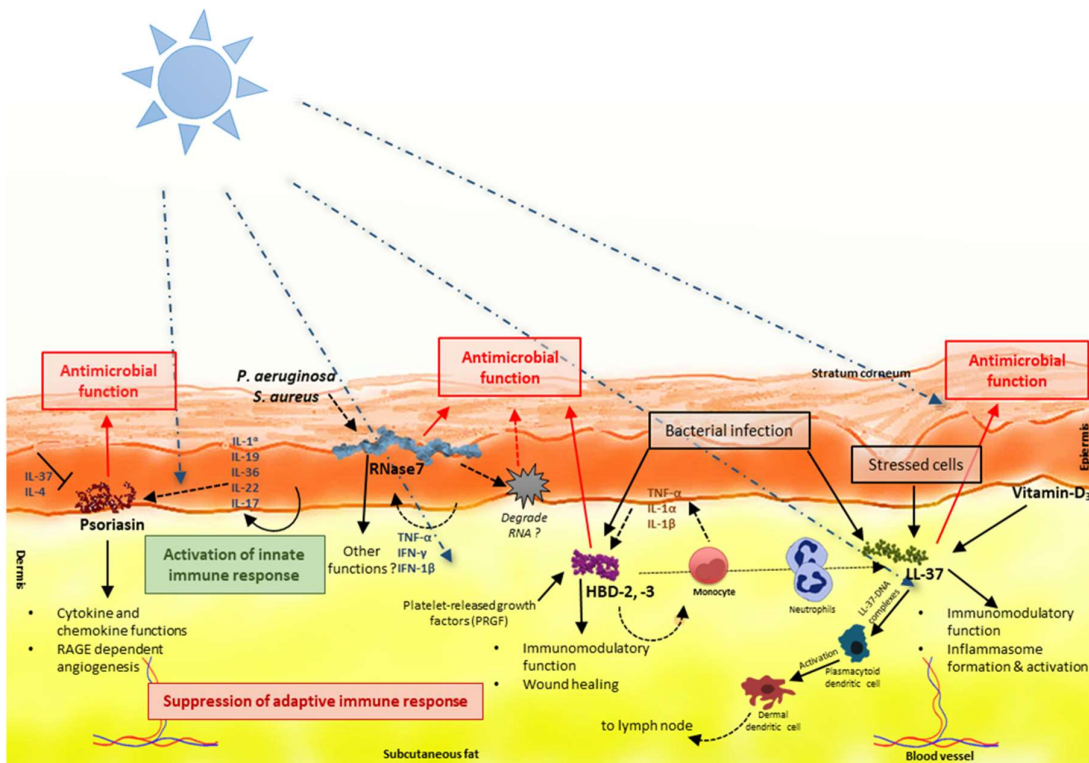 Antimicrobial
function
P. aeruginosa
S. aureus
Antimicrobial
function
Stratum corneum
Antimicrobial
function
IL-37
IL-4
Psoriasin
IL-1ª
IL-19
IL-36
IL-22
IL-17
RNase7
Bacterial infection
Stressed cells
Epiermis
Vitamin-D3
Degrade
RNA ?
TNF-α
IL-1α
IL-1β
Dermis
Activation of innate
immune response
Other
functions ?
TNF-α
IFN-γ
IFN-1β
Platelet-released growth
factors (PRGF)
HBD-2, -3
Monocyte
Neutrophils
LL-37
LL-37-DNA
complexes
• Cytokine and
chemokine functions
• RAGE dependent
angiogenesis
• Immunomodulatory
function
• Wound healing
Activation
Plasmacytoid
dendritic cell
• Immunomodulatory
function
• Inflammasome
formation & activation
Suppression of adaptive immune response
to lymph node
Dermal
dendritic cell
Subcutaneous fat
Blood vessel